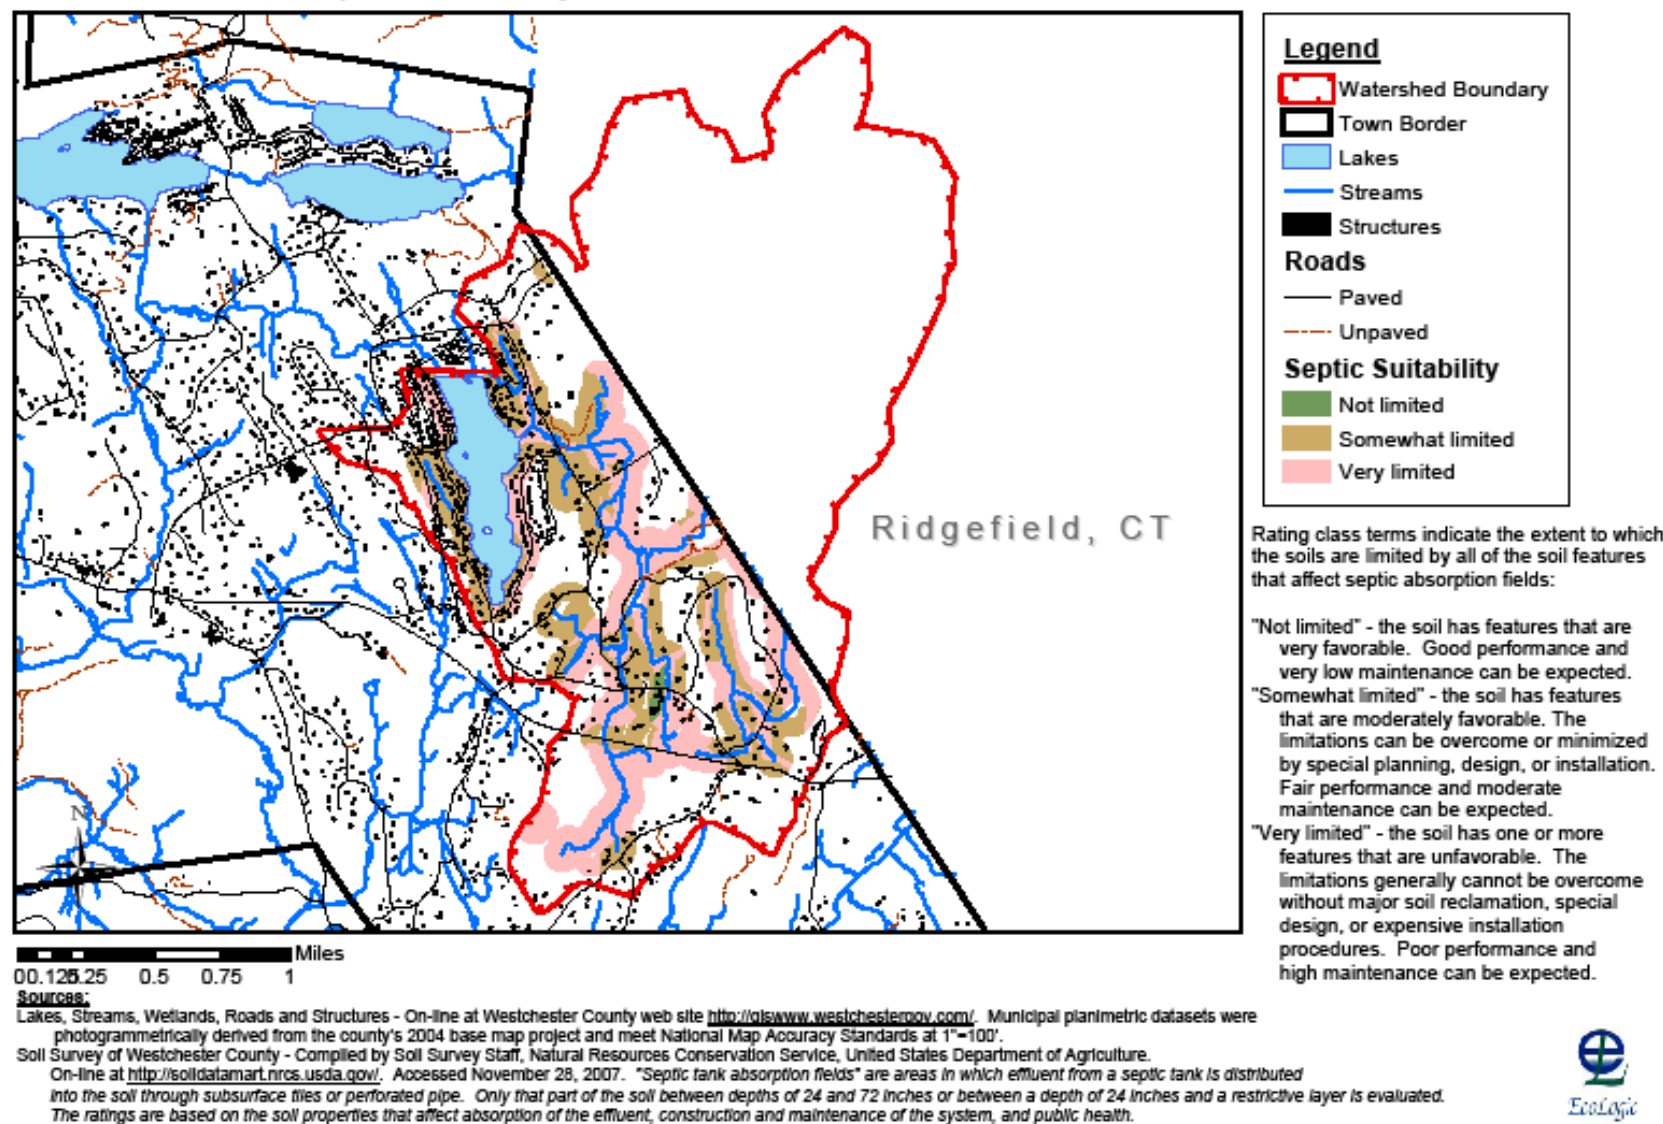 Legend
Watershed Boundary
Town Border
Lakes
Streams
Structures
Roads
Paved
Unpaved
Septic Suitability
Not limited
Somewhat limited
Very limited
Ridgefield, CT
Rating class terms indicate the extent to which
the soils are limited by all of the soil features
that affect septic absorption fields:
"Not limited" - the soil has features that are
very favorable. Good performance and
very low maintenance can be expected.
"Somewhat limited" - the soil has features
that are moderately favorable. The
limitations can be overcome or minimized
by special planning, design, or installation.
Fair performance and moderate
maintenance can be expected.
"Very limited" - the soil has one or more
features that are unfavorable. The
limitations generally cannot be overcome
without major soil reclamation, special
design, or expensive installation
procedures. Poor performance and
high maintenance can be expected.
N
Miles
0 0.125 0.25 0.5 0.75 1
Sources:
Lakes, Streams, Wetlands, Roads and Structures - On-line at Westchester County web site http://giswww.westchestergov.com/. Municipal planimetric datasets were
photogrammetrically derived from the county's 2004 base map project and meet National Map Accuracy Standards at 1"=100'.
Soil Survey of Westchester County - Compiled by Soil Survey Staff, Natural Resources Conservation Service, United States Department of Agriculture.
On-line at http://soildatamart.nrcs.usda.gov/. Accessed November 28, 2007. "Septic tank absorption fields" are areas in which effluent from a septic tank is distributed
into the soil through subsurface tiles or perforated pipe. Only that part of the soil between depths of 24 and 72 inches or between a depth of 24 inches and a restrictive layer is evaluated.
The ratings are based on the soil properties that affect absorption of the effluent, construction and maintenance of the system, and public health.
EcoLogic